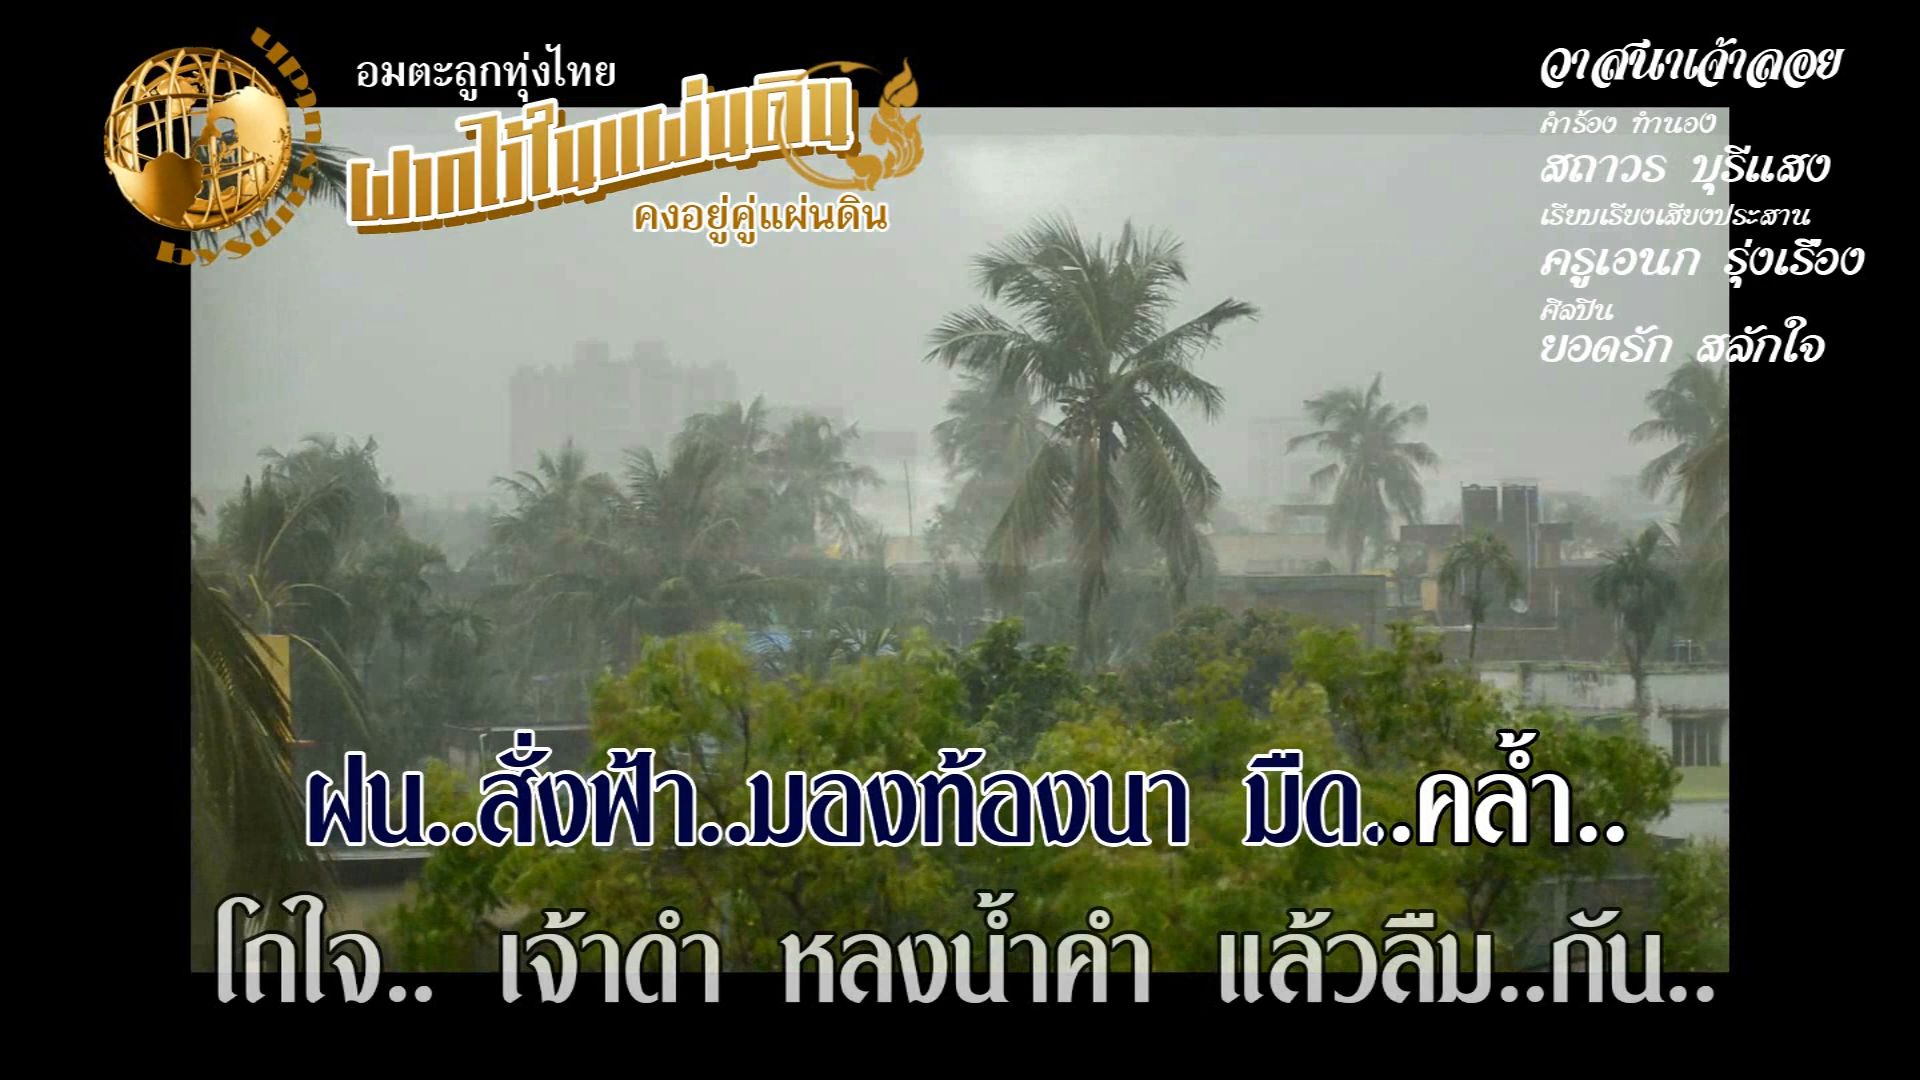 อมตะลูกทุ่งไทย
ฝากไว้ในแผ่นดิน
คงอยู่คู่แผ่นดิน
วาสนาเจ้าลอย
คำร้อง ทำนอง
สถาวร บุรีแสง
เรียบเรียงเสียงประสาน
ครูเอนก รุ่งเรือง
ศิลปิน
ยอดรัก สลักใจ
ฝน..สั่งฟ้า..มองท้องนา มืด..คล้ำ..
โถใจ.. เจ้าดำ หลงน้ำคำ แล้วลืม..กัน..